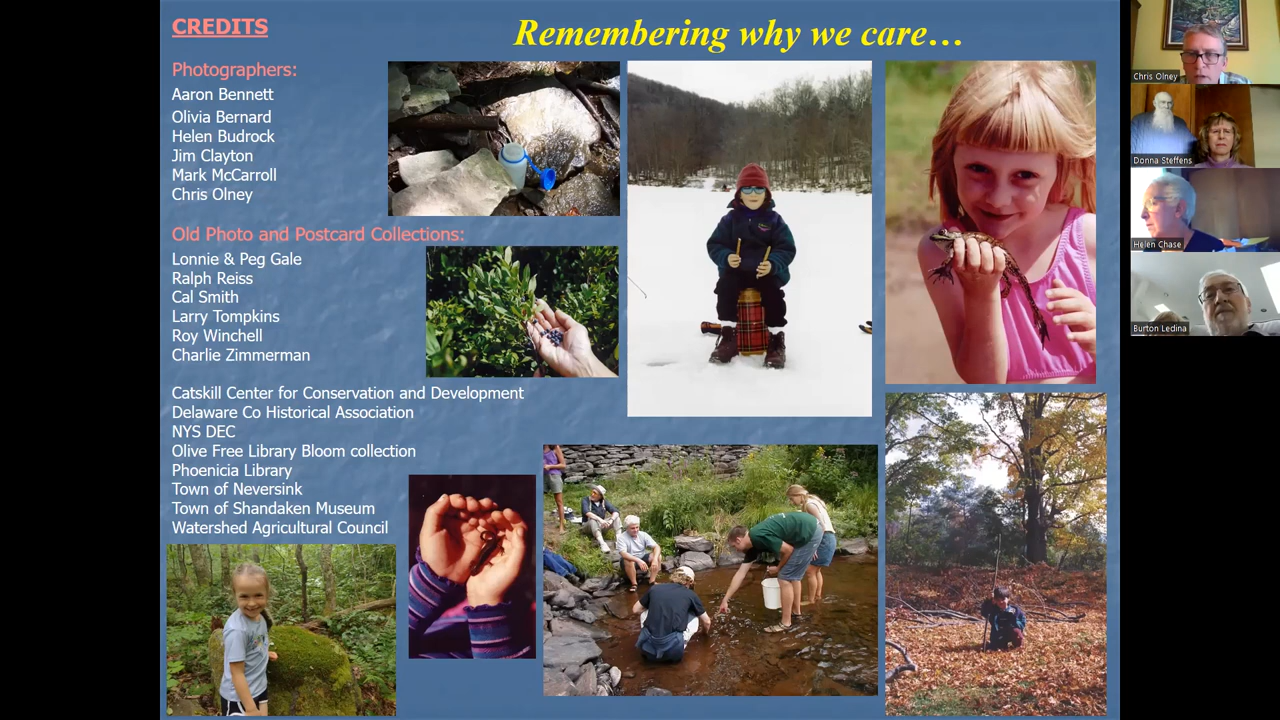 CREDITS
Remembering why we care…
Photographers:
Aaron Bennett
Olivia Bernard
Helen Budrock
Jim Clayton
Mark McCarroll
Chris Olney
Old Photo and Postcard Collections:
Lonnie & Peg Gale
Ralph Reiss
Cal Smith
Larry Tompkins
Roy Winchell
Charlie Zimmerman
Catskill Center for Conservation and Development
Delaware Co Historical Association
NYS DEC
Olive Free Library Bloom collection
Phoenicia Library
Town of Neversink
Town of Shandaken Museum
Watershed Agricultural Council
Chris Olney
Donna Steffens
Helen Chase
Burton Ledina